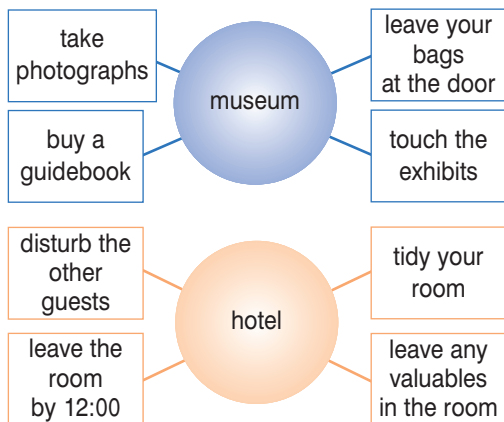 take
photographs
museum
leave your
bags
at the door
buy a
guidebook
touch the
exhibits
disturb the
other
guests
hotel
tidy your
room
leave the
room
by 12:00
leave any
valuables
in the room